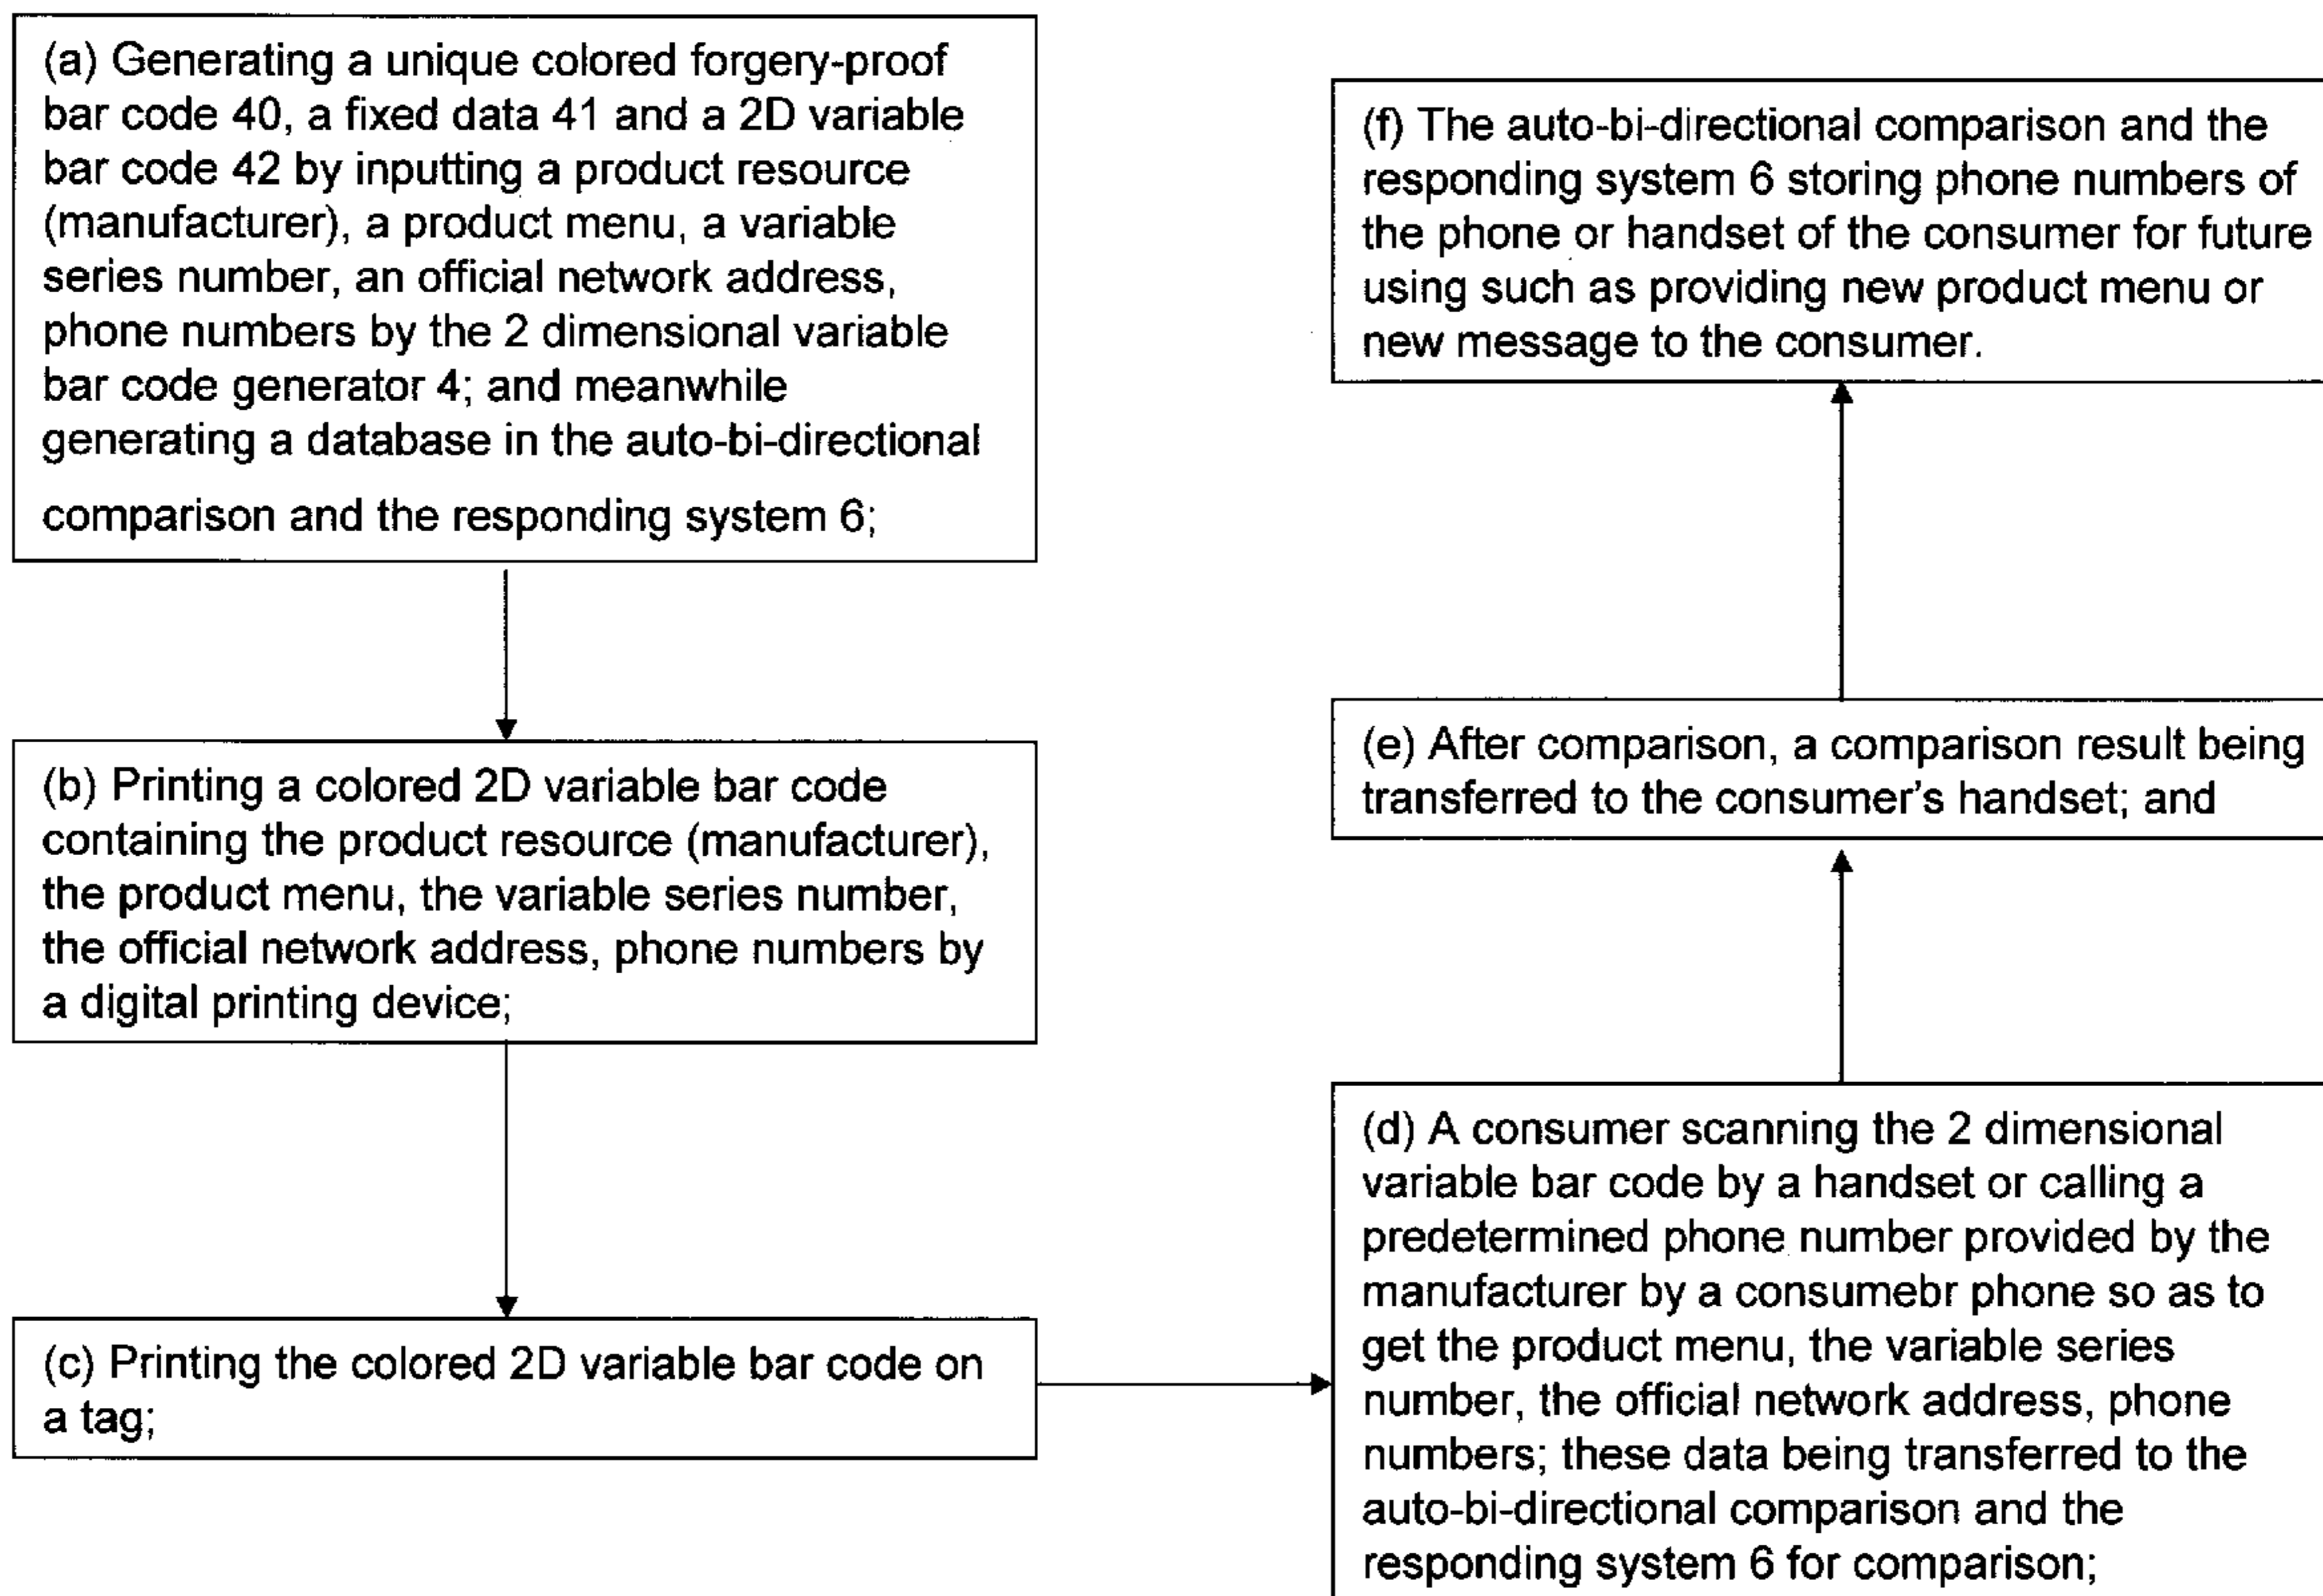 (a) Generating a unique colored forgery-proof
bar code 40, a fixed data 41 and a 2D variable
bar code 42 by inputting a product resource
(manufacturer), a product menu, a variable
series number, an official network address,
phone numbers by the 2 dimensional variable
bar code generator 4; and meanwhile
generating a database in the auto-bi-directional
comparison and the responding system 6;
(b) Printing a colored 2D variable bar code
containing the product resource (manufacturer),
the product menu, the variable series number,
the official network address, phone numbers by
a digital printing device;
(c) Printing the colored 2D variable bar code on
a tag;
(d) A consumer scanning the 2 dimensional
variable bar code by a handset or calling a
predetermined phone number provided by the
manufacturer by a consumebr phone so as to
get the product menu, the variable series
number, the official network address, phone
numbers; these data being transferred to the
auto-bi-directional comparison and the
responding system 6 for comparison;
(e) After comparison, a comparison result being
transferred to the consumer's handset; and
(f) The auto-bi-directional comparison and the
responding system 6 storing phone numbers of
the phone or handset of the consumer for future
using such as providing new product menu or
new message to the consumer.